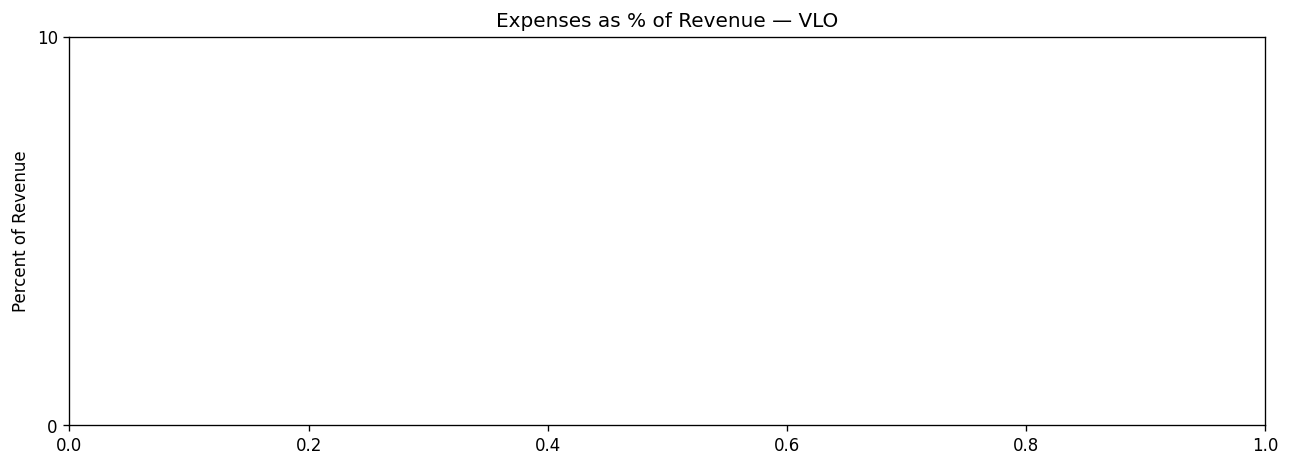 Expenses as % of Revenue — VLO
10
Percent of Revenue
0
0.0 0.2 0.4 0.6 0.8 1.0